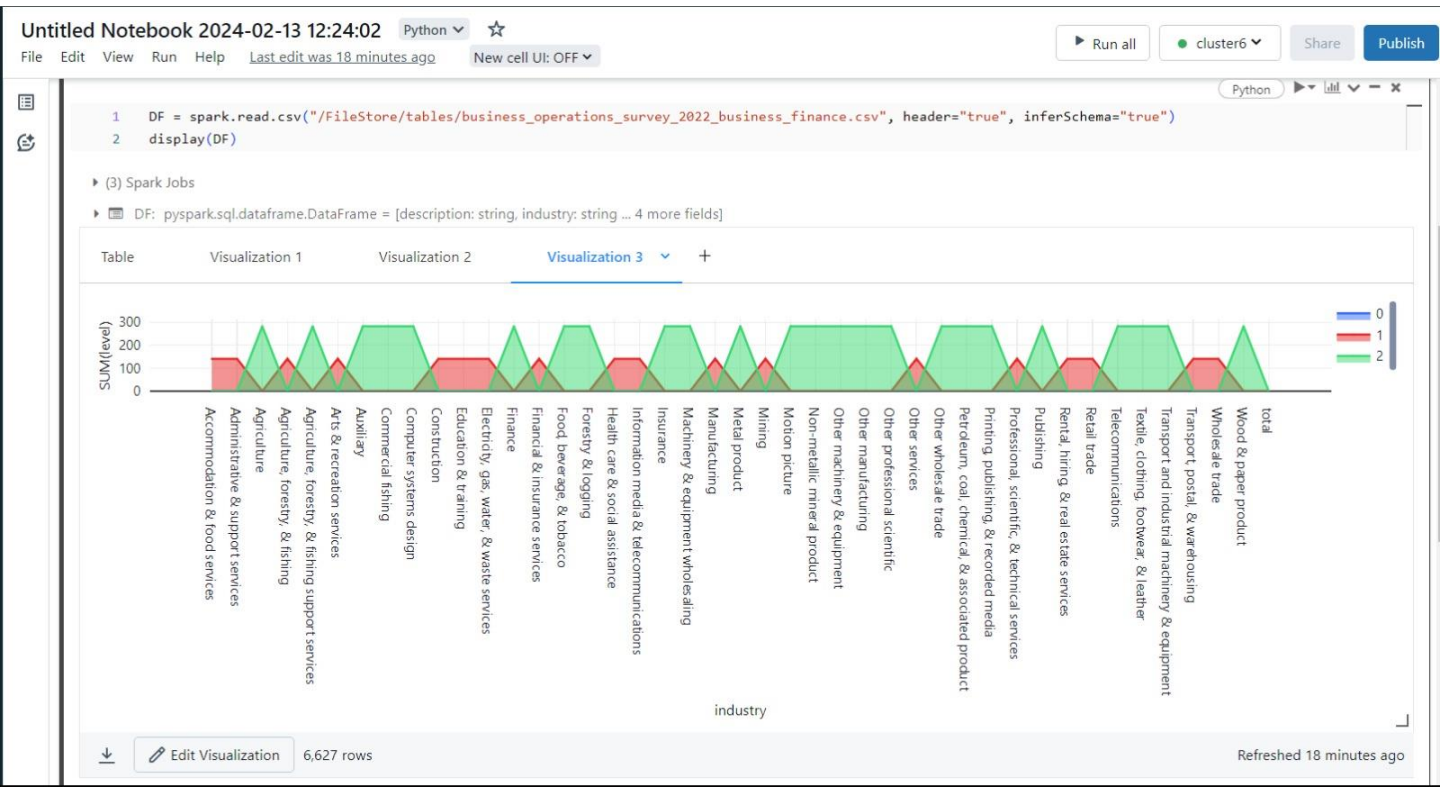 Untitled Notebook 2024-02-13 12:24:02 Python
File Edit View Run Help Last edit was 18 minutes ago New cell UI: OFF
Run all cluster6 Share Publish
Python
1 DF = spark.read.csv("/FileStore/tables/business_operations_survey_2022_business_finance.csv", header="true", inferSchema="true")
2 display(DF)
(3) Spark Jobs
DF: pyspark.sql.dataframe.DataFrame = [description: string, industry: string ... 4 more fields]
Table Visualization 1 Visualization 2 Visualization 3 +
SUM(level)
300
200
100
0
0
1
2
Accommodation & food services
Administrative & support services
Agriculture
Agriculture, forestry, & fishing
Agriculture, forestry, & fishing support services
Arts & recreation services
Auxiliary
Commercial fishing
Computer systems design
Construction
Education & training
Electricity, gas, water, & waste services
Finance
Financial & insurance services
Food, beverage, & tobacco
Forestry & logging
Health care & social assistance
Information media & telecommunications
Insurance
Machinery & equipment wholesaling
Manufacturing
Metal product
Mining
Motion picture
Non-metallic mineral product
Other machinery & equipment
Other manufacturing
Other professional scientific
Other services
Other wholesale trade
Petroleum, coal, chemical, & associated product
Printing, publishing, & recorded media
Professional, scientific, & technical services
Publishing
Rental, hiring, & real estate services
Retail trade
Telecommunications
Textile, clothing, footwear, & leather
Transport and industrial machinery & equipment
Transport, postal, & warehousing
Wholesale trade
Wood & paper product
total
industry
Edit Visualization 6,627 rows
Refreshed 18 minutes ago